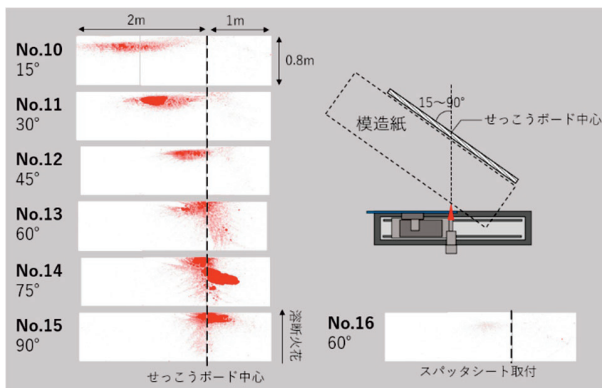 2m
1m
No.10
15°
0.8m
No.11
30°
No.12
45°
No.13
60°
No.14
75°
No.15
90°
溶断火花
せっこうボード中心
15～90°
せっこうボード中心
模造紙
No.16
60°
スパッタシート取付